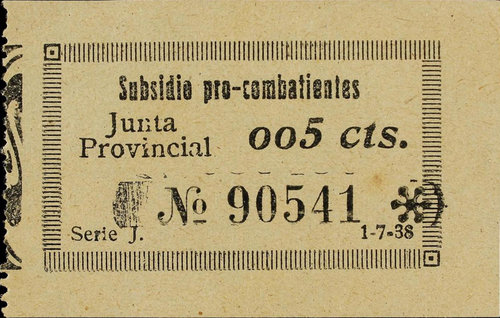 Subsidio pro-combatientes
Junta
Provincial
005 cts.
No 90541
Serie J.
1-7-38